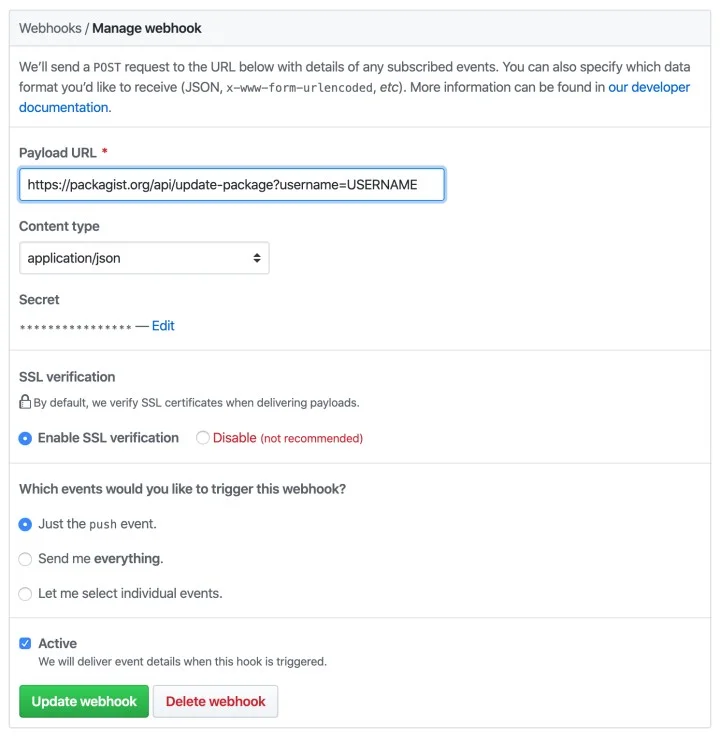 Webhooks / Manage webhook
We’ll send a POST request to the URL below with details of any subscribed events. You can also specify which data
format you’d like to receive (JSON, x-www-form-urlencoded, etc). More information can be found in our developer
documentation.
Payload URL *
https://packagist.org/api/update-package?username=USERNAME
Content type
application/json
Secret
**************** — Edit
SSL verification
By default, we verify SSL certificates when delivering payloads.
Enable SSL verification Disable (not recommended)
Which events would you like to trigger this webhook?
Just the push event.
Send me everything.
Let me select individual events.
Active
We will deliver event details when this hook is triggered.
Update webhook Delete webhook